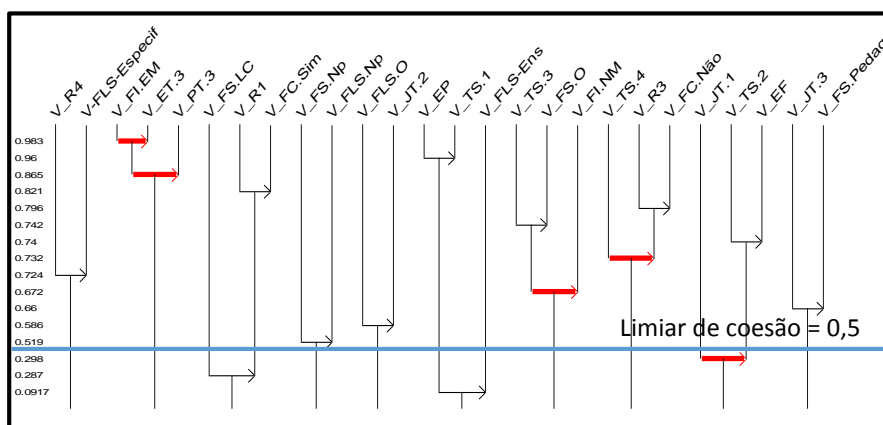 V_R4
V-FLS-Especif
V_FI.EM
V_ET.3
V_PT.3
V_FS.LC
V_R1
V_FC.Sim
V_FS.Np
V_FLS.Np
V_FLS.O
V_JT.2
V_EP
V_TS.1
V_FLS-Ens
V_TS.3
V_FS.O
V_FI.NM
V_TS.4
V_R3
V_FC.Não
V_JT.1
V_TS.2
V_EF
V_JT.3
V_FS.Pedag
0.983
0.96
0.865
0.821
0.796
0.742
0.74
0.732
0.724
0.672
0.66
0.586
0.519
0.298
0.287
0.0917
Limiar de coesão = 0,5